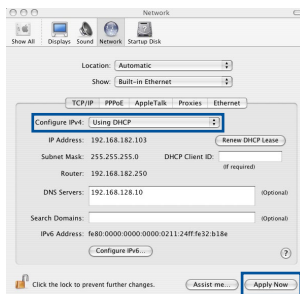 Network
Show All Displays Sound Network Startup Disk
Location: Automatic
Show: Built-in Ethernet
TCP/IP PPPoE AppleTalk Proxies Ethernet
Configure IPv4: Using DHCP
IP Address: 192.168.182.103 Renew DHCP Lease
Subnet Mask: 255.255.255.0 DHCP Client ID:
(If required)
Router: 192.168.182.250
DNS Servers: 192.168.128.10 (Optional)
Search Domains: (Optional)
IPv6 Address: fe80:0000:0000:0000:0211:24ff:fe32:b18e
Configure IPv6... ?
Click the lock to prevent further changes. Assist me... Apply Now